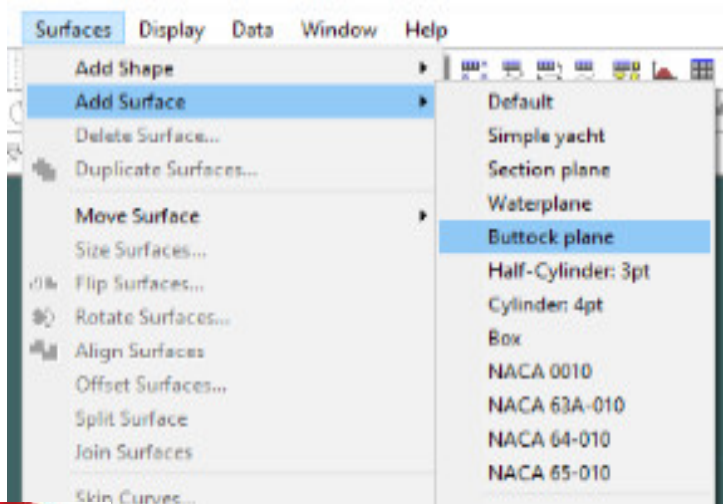 Surfaces Display Data Window Help
Add Shape
Add Surface
Delete Surface...
Duplicate Surfaces...
Move Surface
Size Surfaces...
Flip Surfaces...
Rotate Surfaces...
Align Surfaces
Offset Surfaces...
Split Surface
Join Surfaces
Skin Curves...
Default
Simple yacht
Section plane
Waterplane
Buttock plane
Half-Cylinder: 3pt
Cylinder: 4pt
Box
NACA 0010
NACA 63A-010
NACA 64-010
NACA 65-010